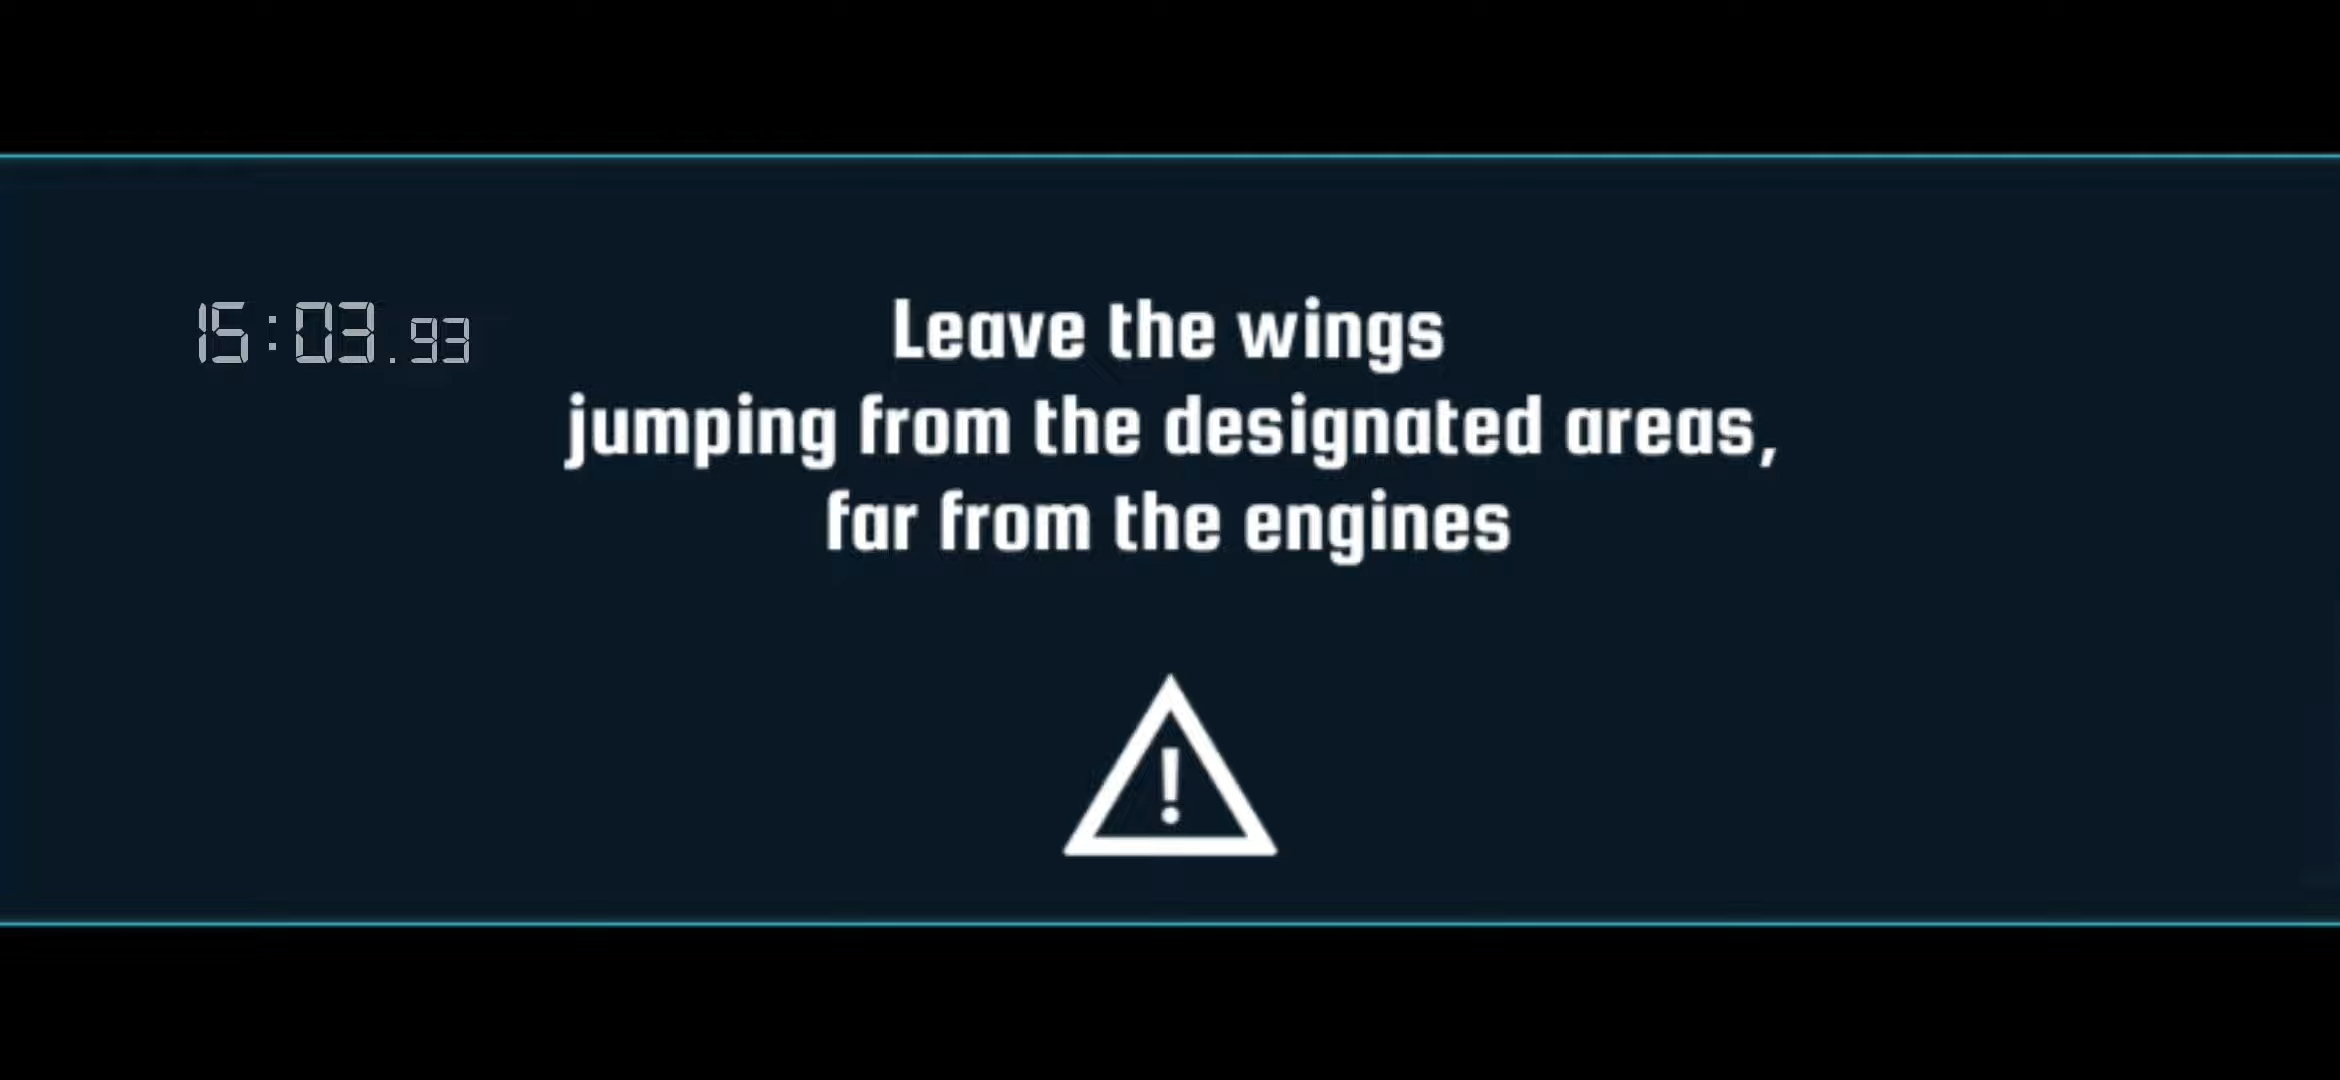 15:03.93
Leave the wings
jumping from the designated areas,
far from the engines
!